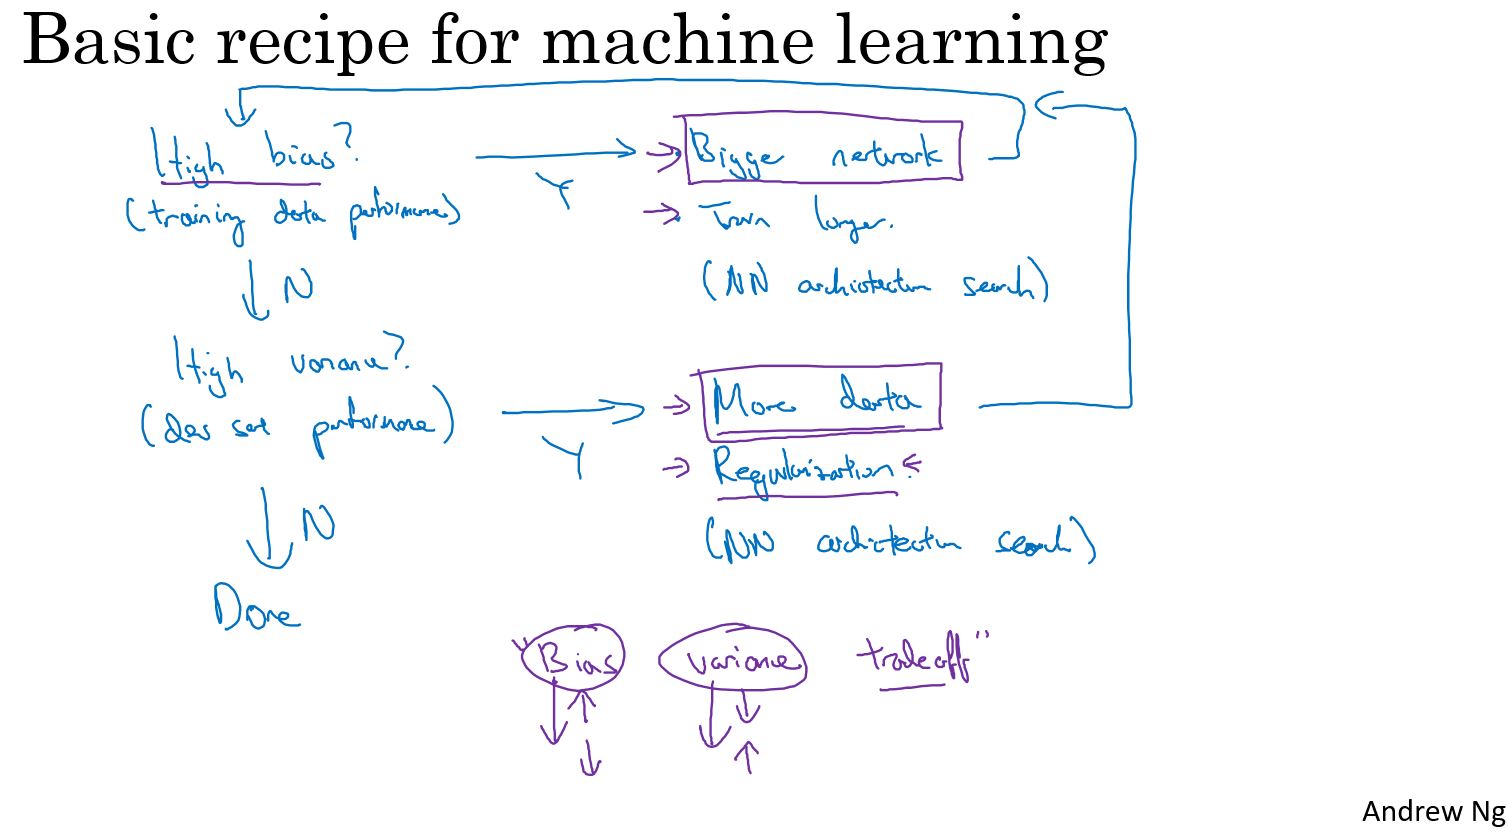 Basic recipe for machine learning
High bias?
Y
Bigge network
(training data performance)
Train longer.
N
(NN architecture search)
High variance?
(dev set performance)
Y
More data
Regularization
N
(NN architecture search)
Done
"Bias variance tradeoff"
Andrew Ng